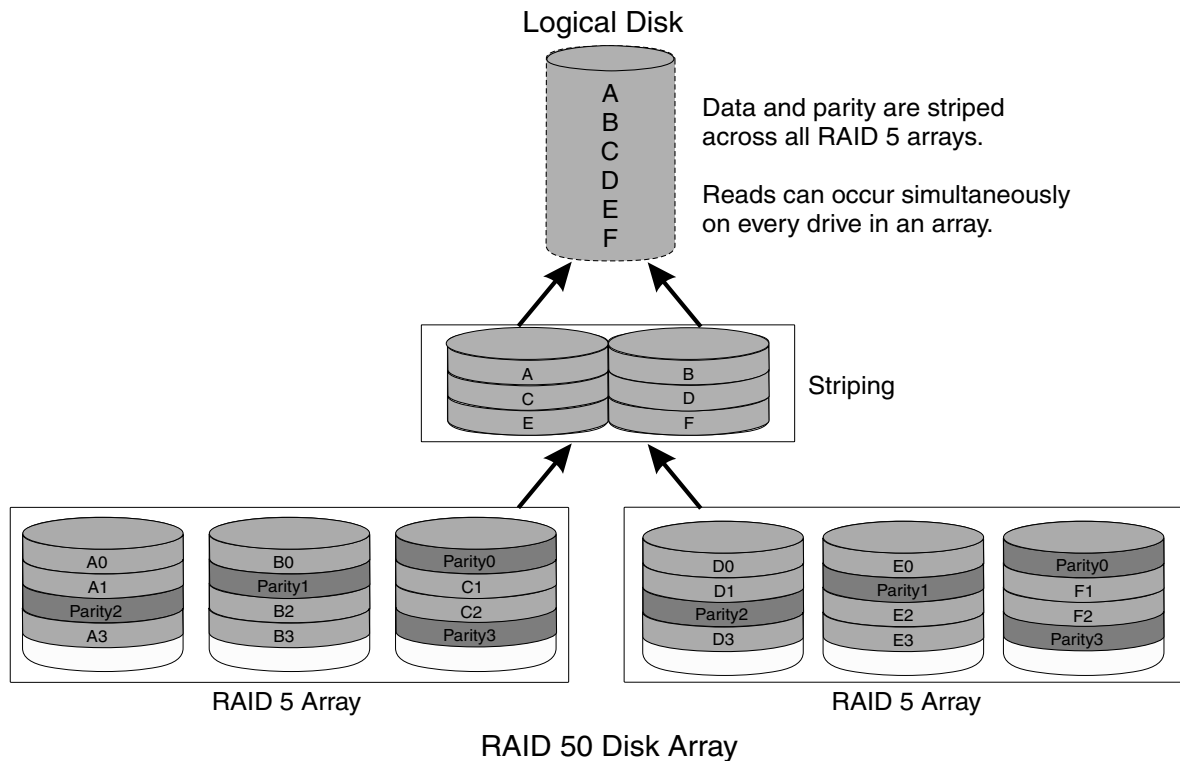 Logical Disk
A
B
C
D
E
F
Data and parity are striped
across all RAID 5 arrays.
Reads can occur simultaneously
on every drive in an array.
A
C
E
B
D
F
Striping
A0
A1
Parity2
A3
B0
Parity1
B2
B3
Parity0
C1
C2
Parity3
D0
D1
Parity2
D3
E0
Parity1
E2
E3
Parity0
F1
F2
Parity3
RAID 5 Array
RAID 5 Array
RAID 50 Disk Array